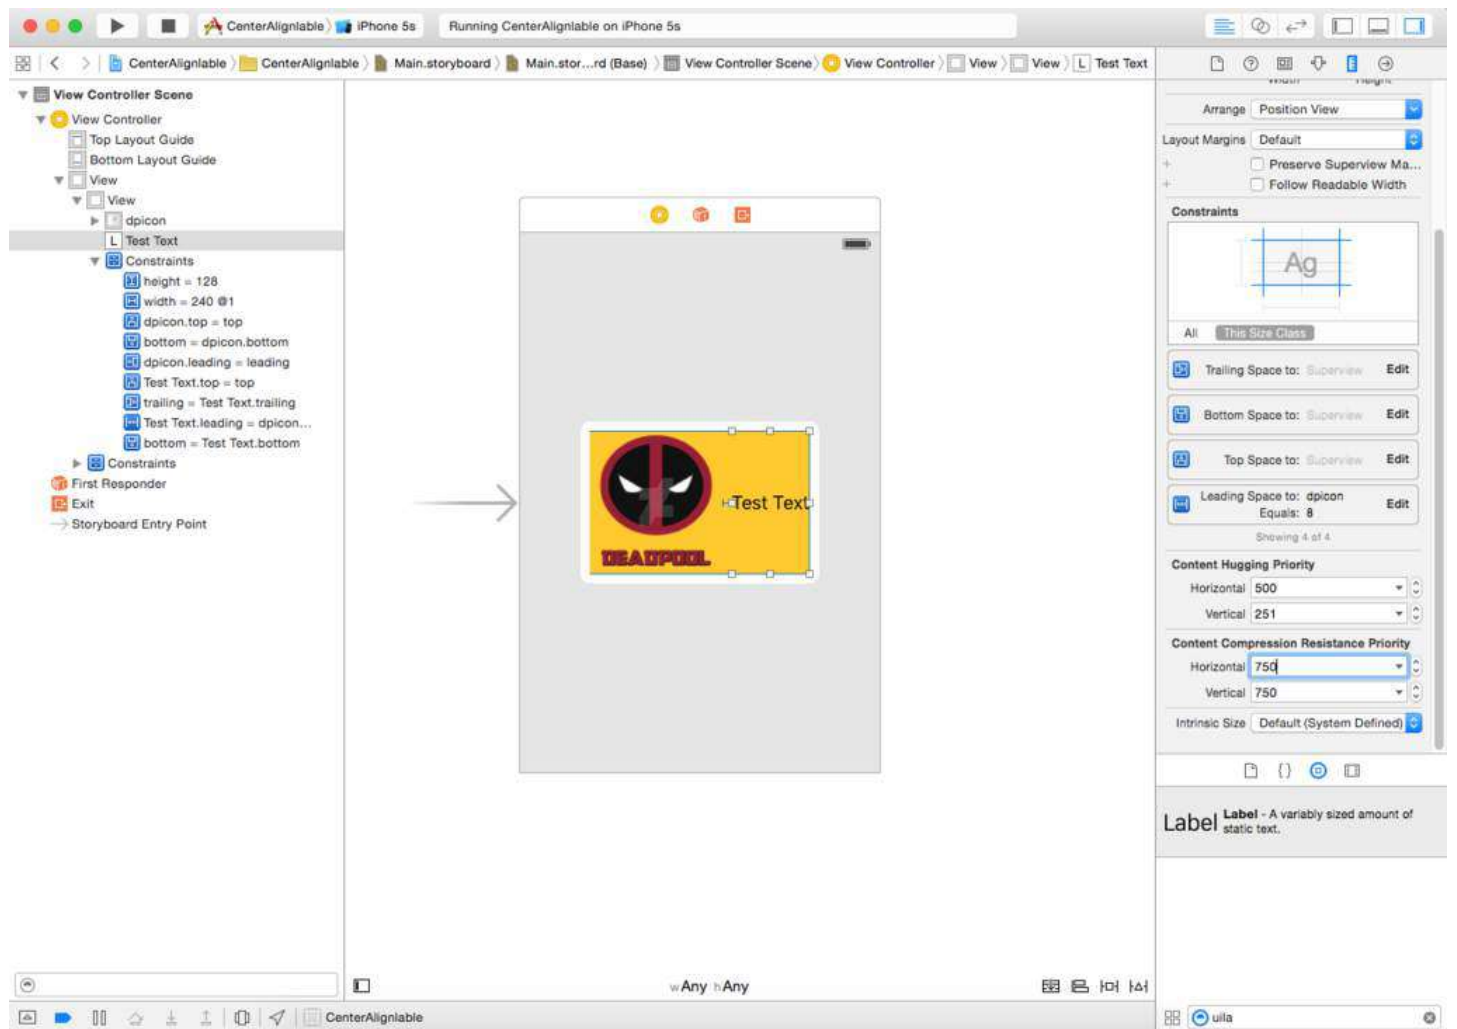 CenterAlignlable iPhone 5s Running CenterAlignlable on iPhone 5s
CenterAlignlable CenterAlignlable Main.storyboard Main.stor...rd (Base) View Controller Scene View Controller View View L Test Text
View Controller Scene
View Controller
Top Layout Guide
Bottom Layout Guide
View
View
dpicon
L Test Text
Constraints
height = 128
width = 240 @1
dpicon.top = top
bottom = dpicon.bottom
dpicon.leading = leading
Test Text.top = top
trailing = Test Text.trailing
Test Text.leading = dpicon...
bottom = Test Text.bottom
Constraints
First Responder
Exit
Storyboard Entry Point
Test Text
DEADPOOL
wAny hAny
CenterAlignlable
Width Height
Arrange Position View
Layout Margins Default
+ Preserve Superview Ma...
+ Follow Readable Width
Constraints
Ag
All This Size Class
Trailing Space to: Superview Edit
Bottom Space to: Superview Edit
Top Space to: Superview Edit
Leading Space to: dpicon Edit
Equals: 8
Showing 4 of 4
Content Hugging Priority
Horizontal 500
Vertical 251
Content Compression Resistance Priority
Horizontal 750
Vertical 750
Intrinsic Size Default (System Defined)
{}
Label Label - A variably sized amount of
static text.
uila